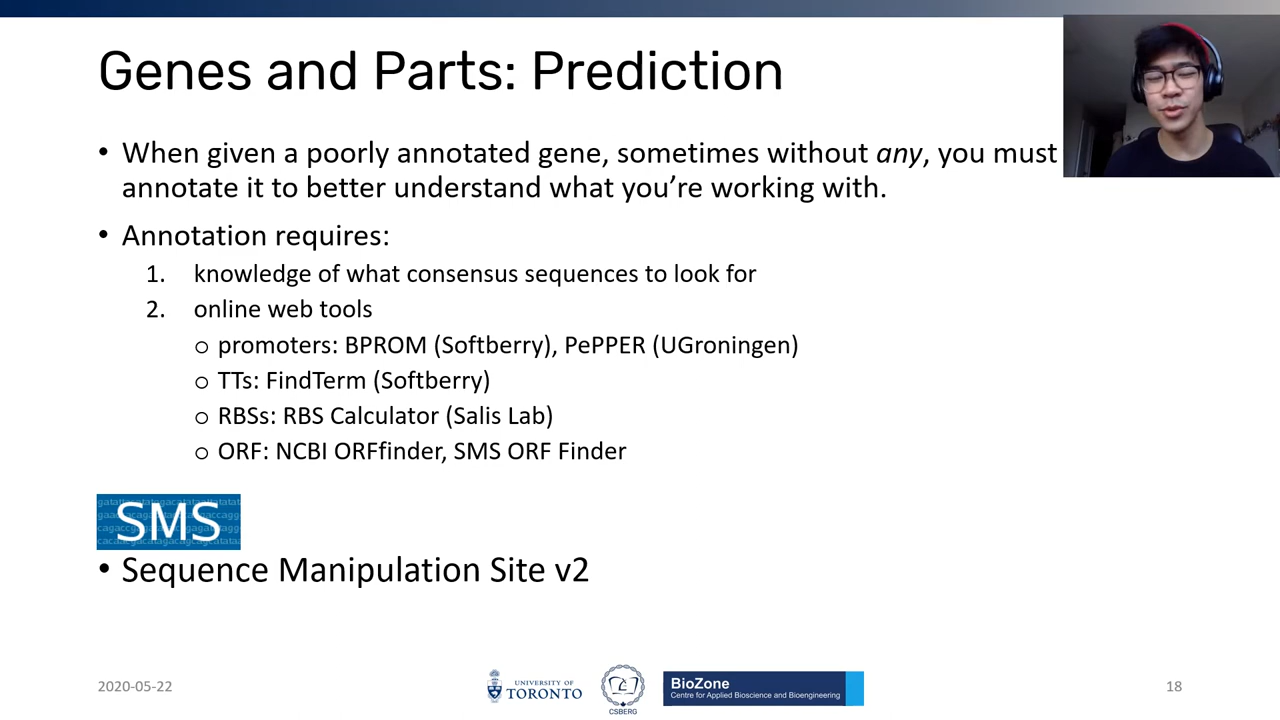 Genes and Parts: Prediction
• When given a poorly annotated gene, sometimes without any, you must
annotate it to better understand what you're working with.
• Annotation requires:
1. knowledge of what consensus sequences to look for
2. online web tools
○ promoters: BPROM (Softberry), PePPER (UGroningen)
○ TTs: FindTerm (Softberry)
○ RBSs: RBS Calculator (Salis Lab)
○ ORF: NCBI ORFfinder, SMS ORF Finder
SMS
• Sequence Manipulation Site v2
2020-05-22
UNIVERSITY OF
TORONTO
CSBERG
BioZone
Centre for Applied Bioscience and Bioengineering
18